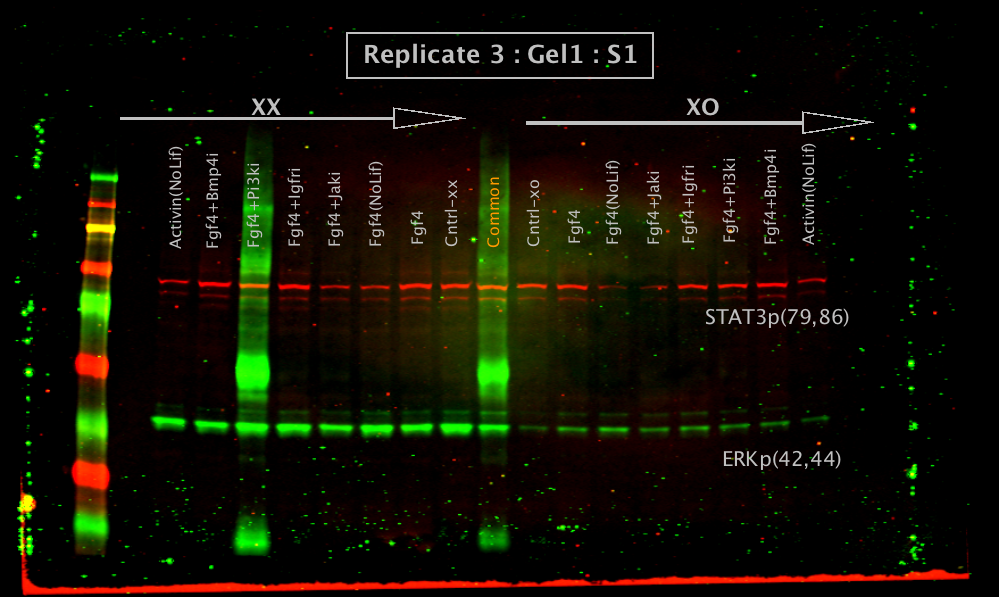 Replicate 3 : Gel1 : S1
XX
XO
Activin(NoLif)
Fgf4+Bmp4i
Fgf4+Pi3ki
Fgf4+Igfri
Fgf4+Jaki
Fgf4(NoLif)
Fgf4
Cntrl-xx
Common
Cntrl-xo
Fgf4
Fgf4(NoLif)
Fgf4+Jaki
Fgf4+Igfri
Fgf4+Pi3ki
Fgf4+Bmp4i
Activin(NoLif)
STAT3p(79,86)
ERKp(42,44)